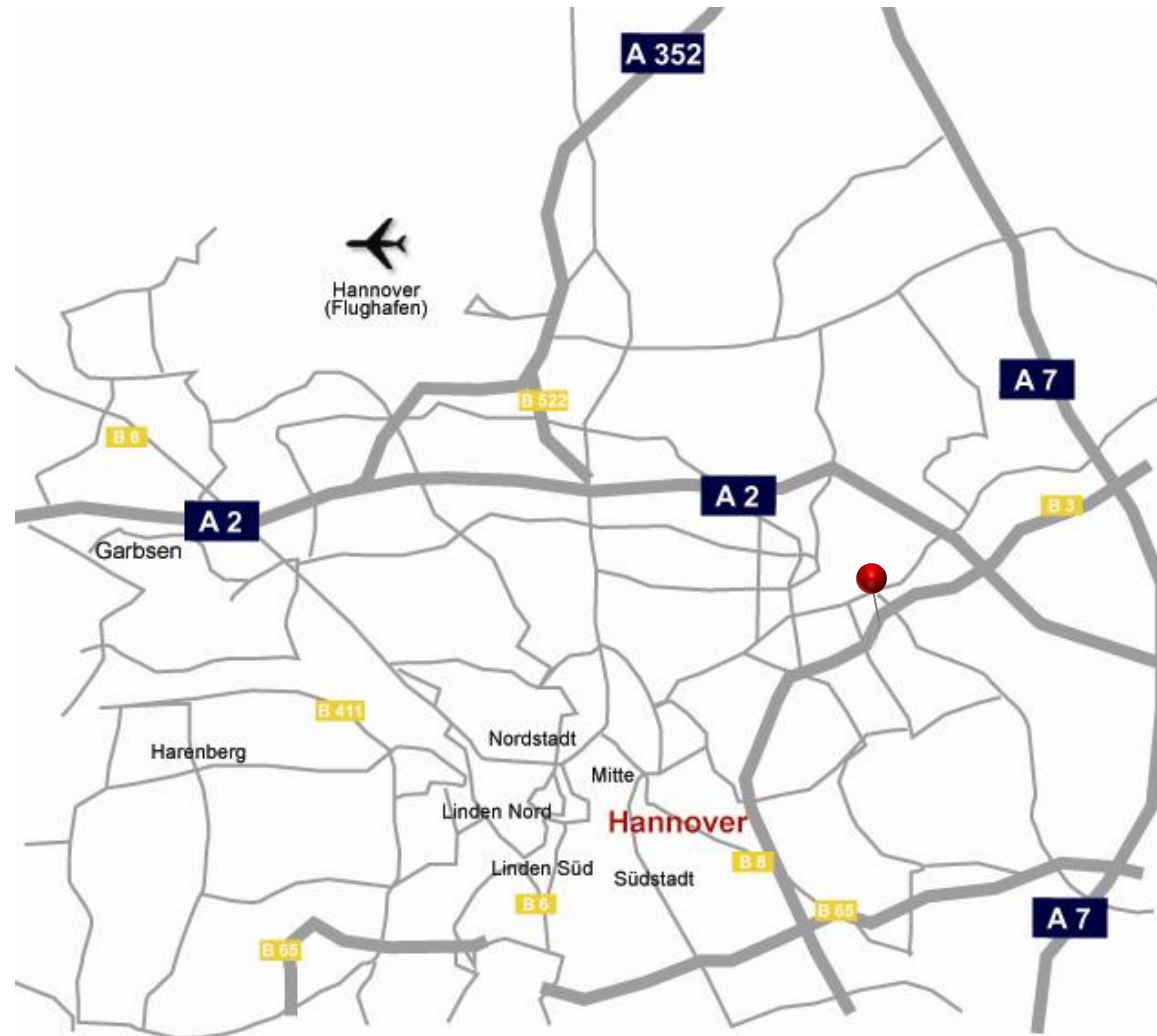 A 352
Hannover
(Flughafen)
A 7
B 522
B 6
A 2
B 3
A 2
Garbsen
B 411
Nordstadt
Harenberg
Mitte
Linden Nord
Hannover
B 8
Linden Süd
Südstadt
B 6
B 65
A 7
B 65